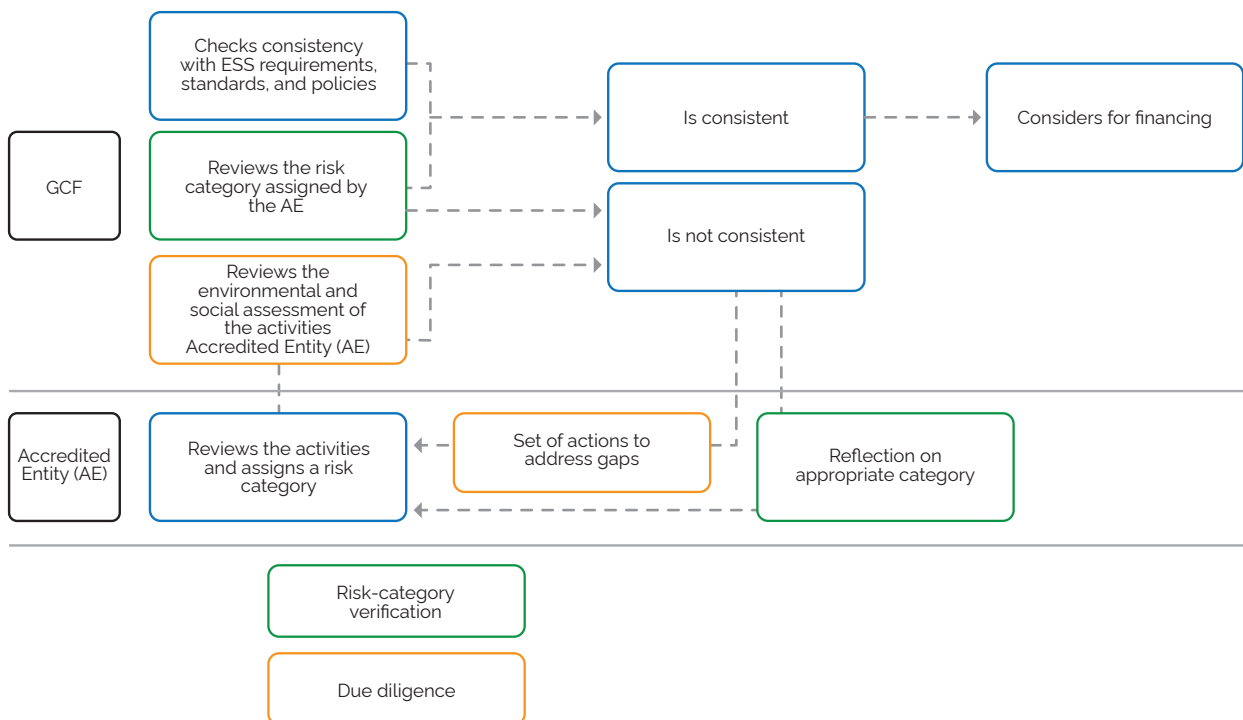 Checks consistency
with ESS requirements,
standards, and policies
Is consistent
Considers for financing
GCF
Reviews the risk
category assigned by
the AE
Is not consistent
Reviews the
environmental and
social assessment of
the activities
Accredited Entity (AE)
Accredited
Entity (AE)
Reviews the activities
and assigns a risk
category
Set of actions to
address gaps
Reflection on
appropriate category
Risk-category
verification
Due diligence